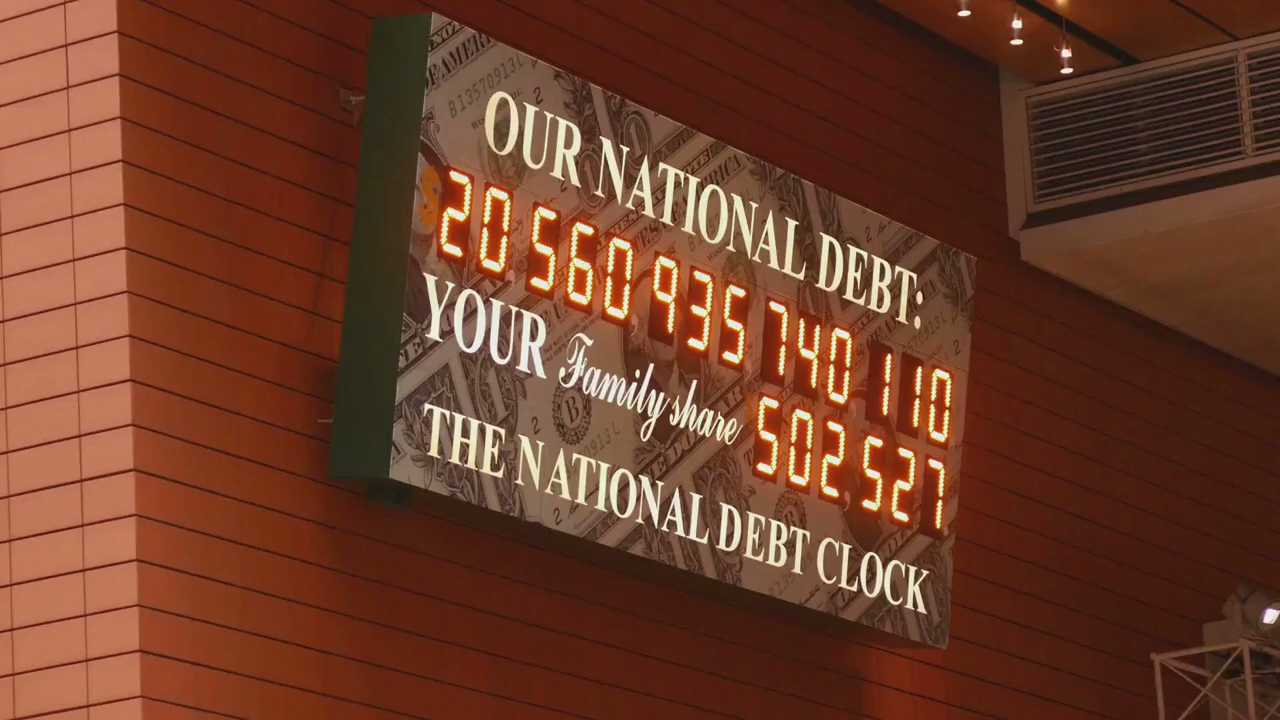 OUR NATIONAL DEBT:
$20,560,935,740,110
YOUR Family share $502,527
THE NATIONAL DEBT CLOCK